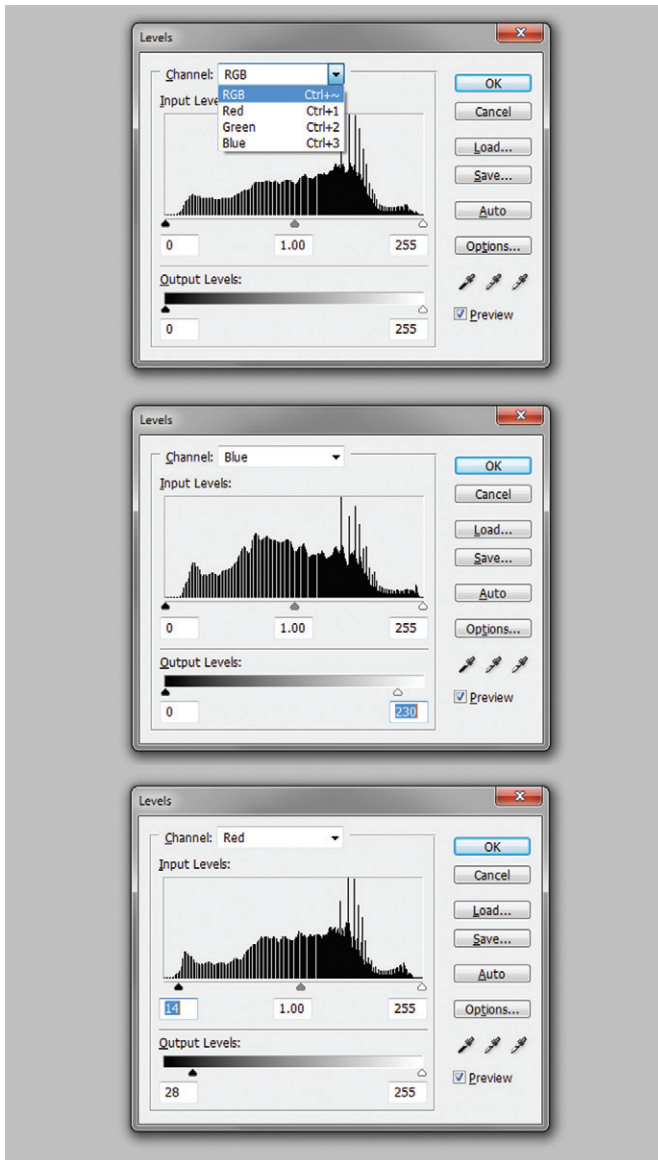 Levels
Channel: RGB
RGB Ctrl+~
Red Ctrl+1
Green Ctrl+2
Blue Ctrl+3
Input Leve
0 1.00 255
Output Levels:
0 255
OK
Cancel
Load...
Save...
Auto
Options...
Preview
Levels
Channel: Blue
Input Levels:
0 1.00 255
Output Levels:
0 230
OK
Cancel
Load...
Save...
Auto
Options...
Preview
Levels
Channel: Red
Input Levels:
14 1.00 255
Output Levels:
28 255
OK
Cancel
Load...
Save...
Auto
Options...
Preview